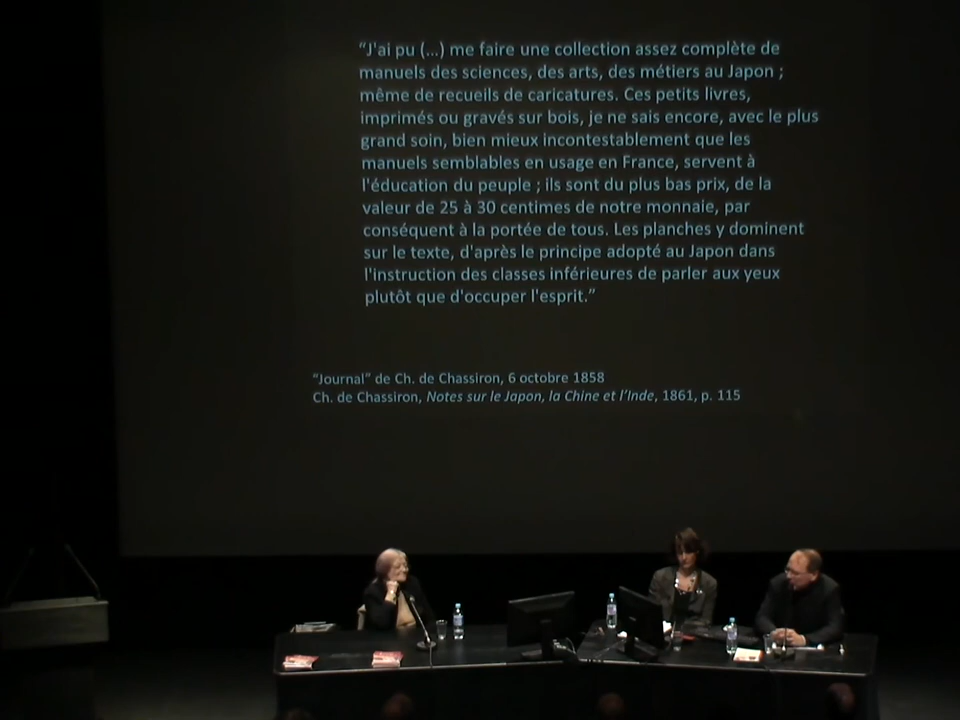 “J'ai pu (...) me faire une collection assez complète de
manuels des sciences, des arts, des métiers au Japon ;
même de recueils de caricatures. Ces petits livres,
imprimés ou gravés sur bois, je ne sais encore, avec le plus
grand soin, bien mieux incontestablement que les
manuels semblables en usage en France, servent à
l'éducation du peuple ; ils sont du plus bas prix, de la
valeur de 25 à 30 centimes de notre monnaie, par
conséquent à la portée de tous. Les planches y dominent
sur le texte, d'après le principe adopté au Japon dans
l'instruction des classes inférieures de parler aux yeux
plutôt que d'occuper l'esprit.”
“Journal” de Ch. de Chassiron, 6 octobre 1858
Ch. de Chassiron, Notes sur le Japon, la Chine et l’Inde, 1861, p. 115